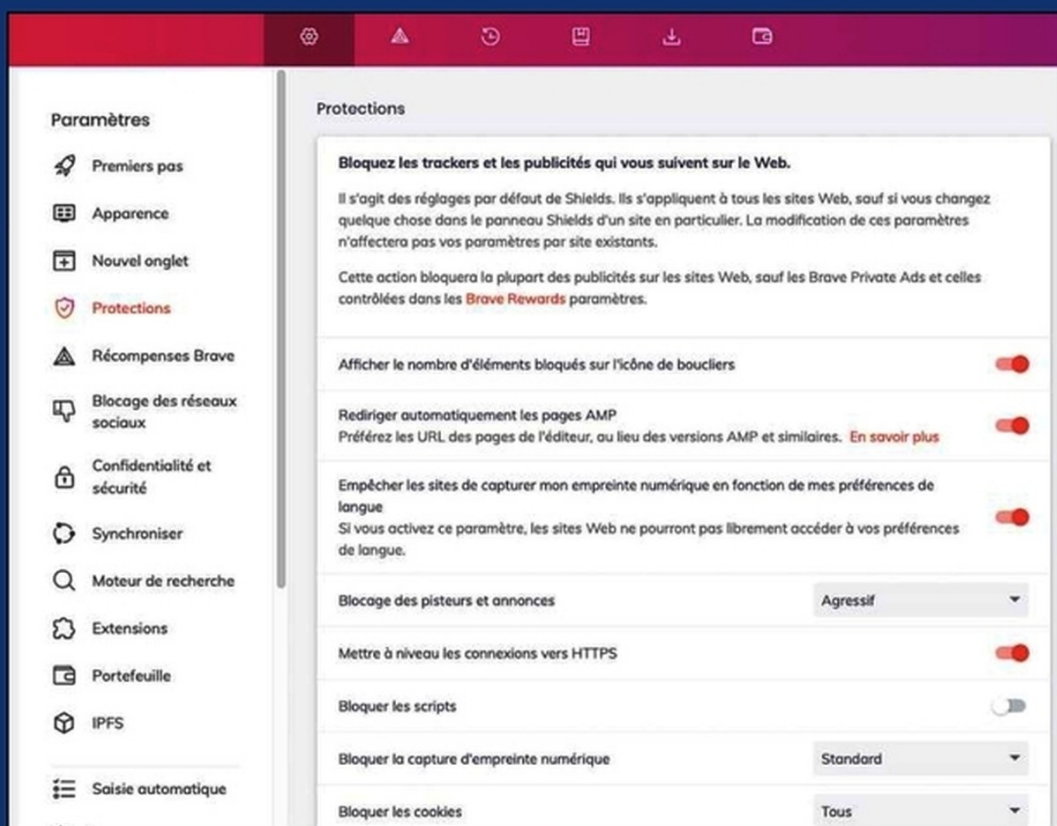 Paramètres
Premiers pas
Apparence
Nouvel onglet
Protections
Récompenses Brave
Blocage des réseaux
sociaux
Confidentialité et
sécurité
Synchroniser
Moteur de recherche
Extensions
Portefeuille
IPFS
Saisie automatique
Protections
Bloquez les trackers et les publicités qui vous suivent sur le Web.
Il s'agit des réglages par défaut de Shields. Ils s'appliquent à tous les sites Web, sauf si vous changez
quelque chose dans le panneau Shields d'un site en particulier. La modification de ces paramètres
n'affectera pas vos paramètres par site existants.
Cette action bloquera la plupart des publicités sur les sites Web, sauf les Brave Private Ads et celles
contrôlées dans les Brave Rewards paramètres.
Afficher le nombre d'éléments bloqués sur l'icône de boucliers
Rediriger automatiquement les pages AMP
Préférez les URL des pages de l'éditeur, au lieu des versions AMP et similaires. En savoir plus
Empêcher les sites de capturer mon empreinte numérique en fonction de mes préférences de
langue
Si vous activez ce paramètre, les sites Web ne pourront pas librement accéder à vos préférences
de langue.
Blocage des pisteurs et annonces Agressif
Mettre à niveau les connexions vers HTTPS
Bloquer les scripts
Bloquer la capture d'empreinte numérique Standard
Bloquer les cookies Tous